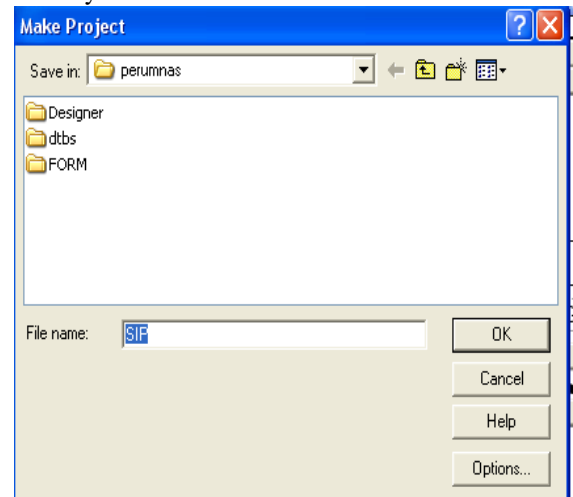 Make Project
Save in: perumnas
Designer
dtbs
FORM
File name: SIP
OK
Cancel
Help
Options...